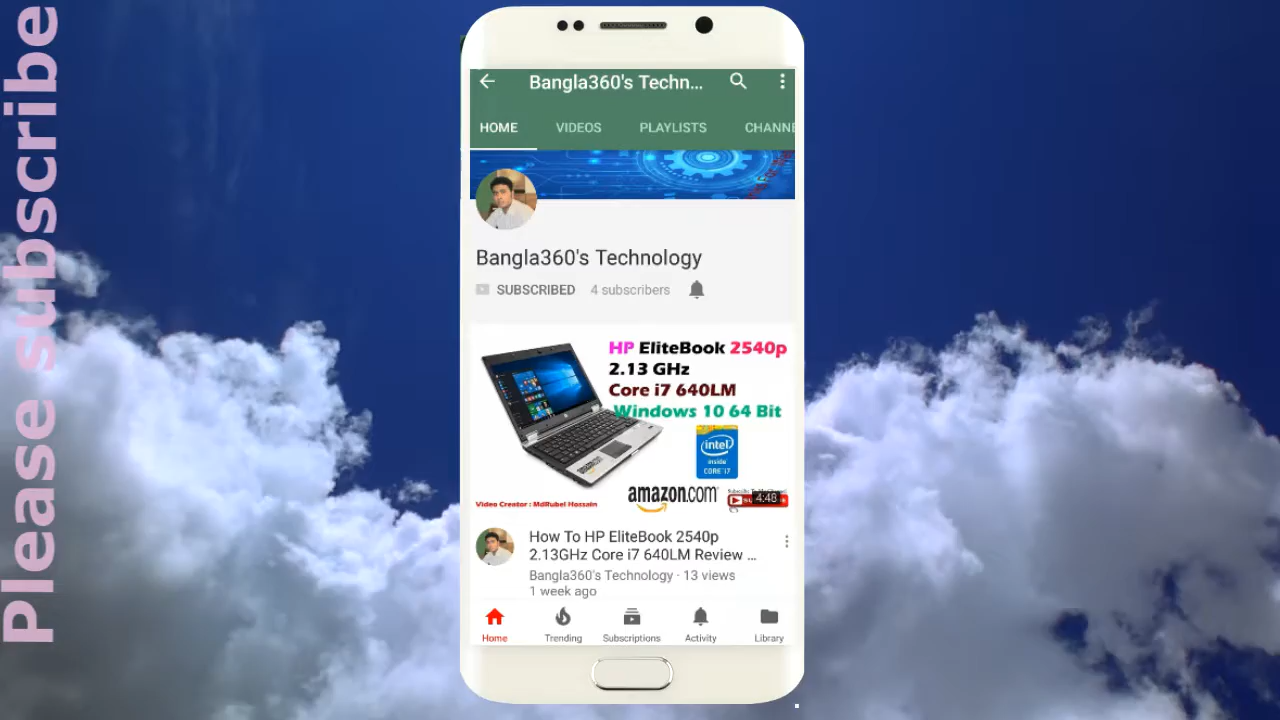 Please subscribe
Bangla360's Techn...
HOME VIDEOS PLAYLISTS CHANNE
Bangla360's Technology
SUBSCRIBED 4 subscribers
HP EliteBook 2540p
2.13 GHz
Core i7 640LM
Windows 10 64 Bit
intel
inside
CORE i7
amazon.com
4:48
Video Creator : MdRubel Hossain
How To HP EliteBook 2540p
2.13GHz Core i7 640LM Review ...
Bangla360's Technology · 13 views
1 week ago
Home Trending Subscriptions Activity Library